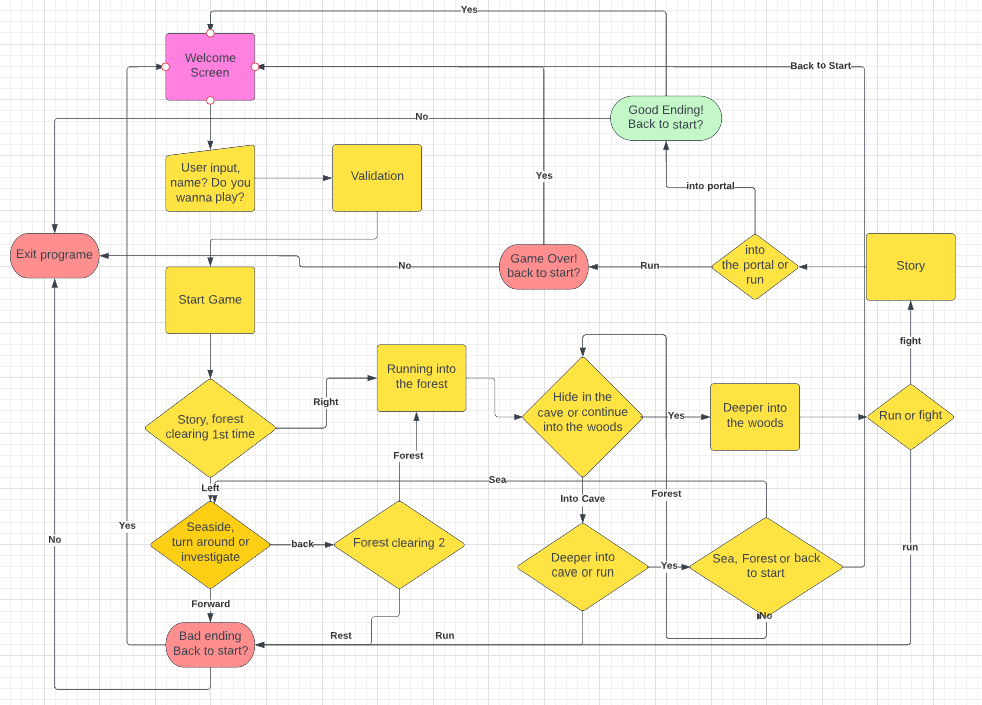 Yes
Welcome
Screen
Back to Start
Good Ending!
Back to start?
No
User input,
name? Do you
wanna play?
Validation
Yes
into portal
Exit programe
No
Game Over!
back to start?
Run
into
the portal or
run
Story
Start Game
fight
Running into
the forest
Right
Story, forest
clearing 1st time
Hide in the
cave or continue
into the woods
Yes
Deeper into
the woods
Run or fight
Forest
Sea
Left
Into Cave
Forest
Yes
No
Seaside,
turn around or
investigate
back
Forest clearing 2
Deeper into
cave or run
Yes
Sea, Forest or back
to start
run
Forward
No
Bad ending
Back to start?
Rest
Run